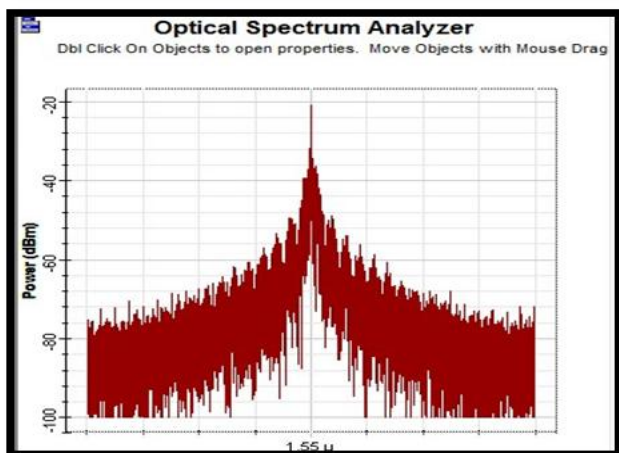 Optical Spectrum Analyzer
Dbl Click On Objects to open properties. Move Objects with Mouse Drag
Power (dBm)
-20
-40
-60
-80
-100
1.55 µ